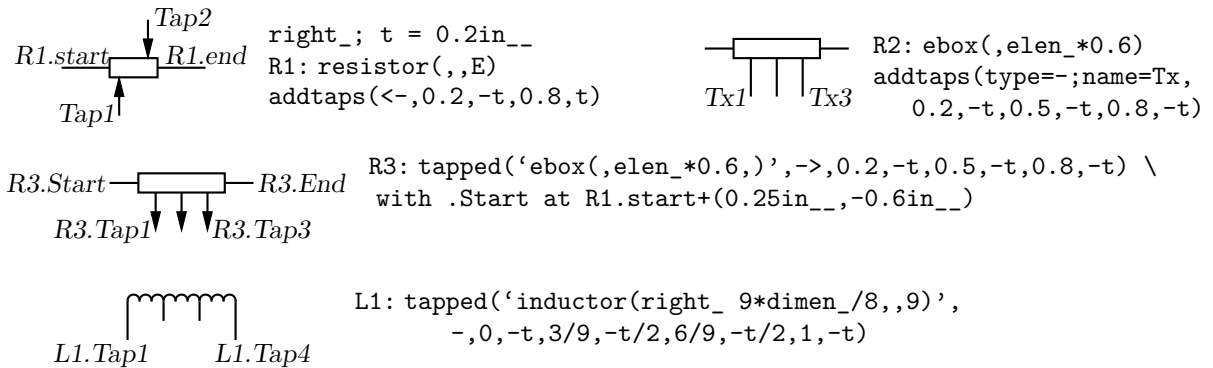 Tap2
R1.start
R1.end
Tap1
right_; t = 0.2in__
R1: resistor(,,E)
addtaps(<-,0.2,-t,0.8,t)
Tx1
Tx3
R2: ebox(,elen_*0.6)
addtaps(type=-;name=Tx,
0.2,-t,0.5,-t,0.8,-t)
R3.Start
R3.End
R3.Tap1
R3.Tap3
R3: tapped(‘ebox(,elen_*0.6,)’,->,0.2,-t,0.5,-t,0.8,-t) \
with .Start at R1.start+(0.25in__,-0.6in__)
L1.Tap1
L1.Tap4
L1: tapped(‘inductor(right_ 9*dimen_/8,,9)’,
-,0,-t,3/9,-t/2,6/9,-t/2,1,-t)